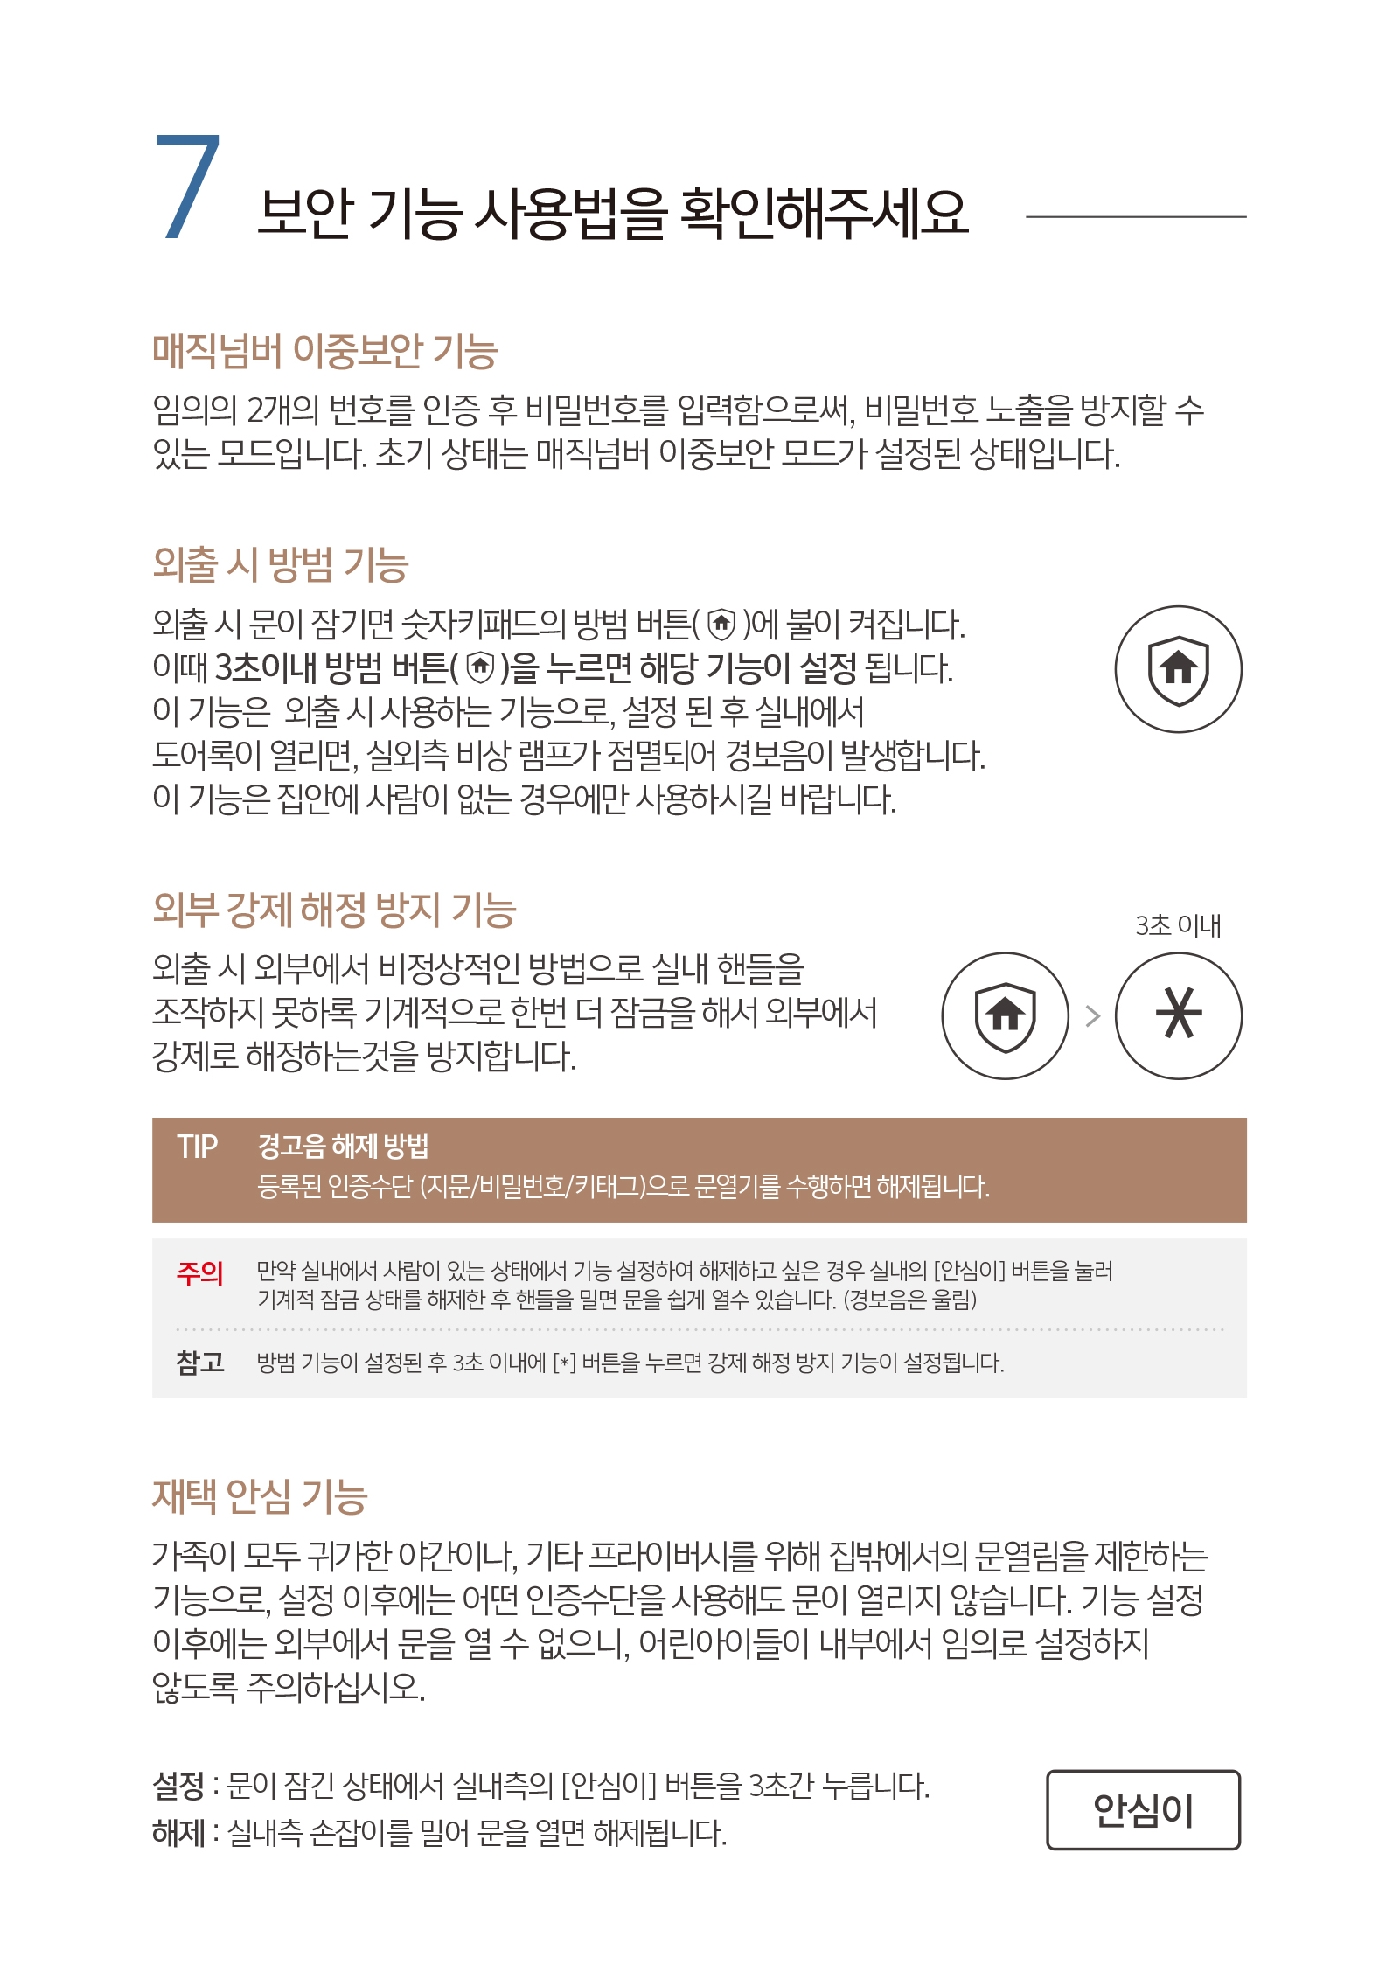 7 보안 기능 사용법을 확인해주세요
매직넘버 이중보안 기능
임의의 2개의 번호를 인증 후 비밀번호를 입력함으로써, 비밀번호 노출을 방지할 수
있는 모드입니다. 초기 상태는 매직넘버 이중보안 모드가 설정된 상태입니다.
외출 시 방범 기능
외출 시 문이 잠기면 숫자키패드의 방범 버튼( )에 불이 켜집니다.
이때 3초이내 방범 버튼( )을 누르면 해당 기능이 설정 됩니다.
이 기능은 외출 시 사용하는 기능으로, 설정 된 후 실내에서
도어록이 열리면, 실외측 비상 램프가 점멸되어 경보음이 발생합니다.
이 기능은 집안에 사람이 없는 경우에만 사용하시길 바랍니다.
외부 강제 해정 방지 기능
외출 시 외부에서 비정상적인 방법으로 실내 핸들을
조작하지 못하록 기계적으로 한번 더 잠금을 해서 외부에서
강제로 해정하는것을 방지합니다.
3초 이내
>
*
TIP 경고음 해제 방법
등록된 인증수단 (지문/비밀번호/키태그)으로 문열기를 수행하면 해제됩니다.
주의 만약 실내에서 사람이 있는 상태에서 기능 설정하여 해제하고 싶은 경우 실내의 [안심이] 버튼을 눌러
기계적 잠금 상태를 해제한 후 핸들을 밀면 문을 쉽게 열수 있습니다. (경보음은 울림)
참고 방범 기능이 설정된 후 3초 이내에 [*] 버튼을 누르면 강제 해정 방지 기능이 설정됩니다.
재택 안심 기능
가족이 모두 귀가한 야간이나, 기타 프라이버시를 위해 집밖에서의 문열림을 제한하는
기능으로, 설정 이후에는 어떤 인증수단을 사용해도 문이 열리지 않습니다. 기능 설정
이후에는 외부에서 문을 열 수 없으니, 어린아이들이 내부에서 임의로 설정하지
않도록 주의하십시오.
설정 : 문이 잠긴 상태에서 실내측의 [안심이] 버튼을 3초간 누릅니다.
해제 : 실내측 손잡이를 밀어 문을 열면 해제됩니다.
안심이